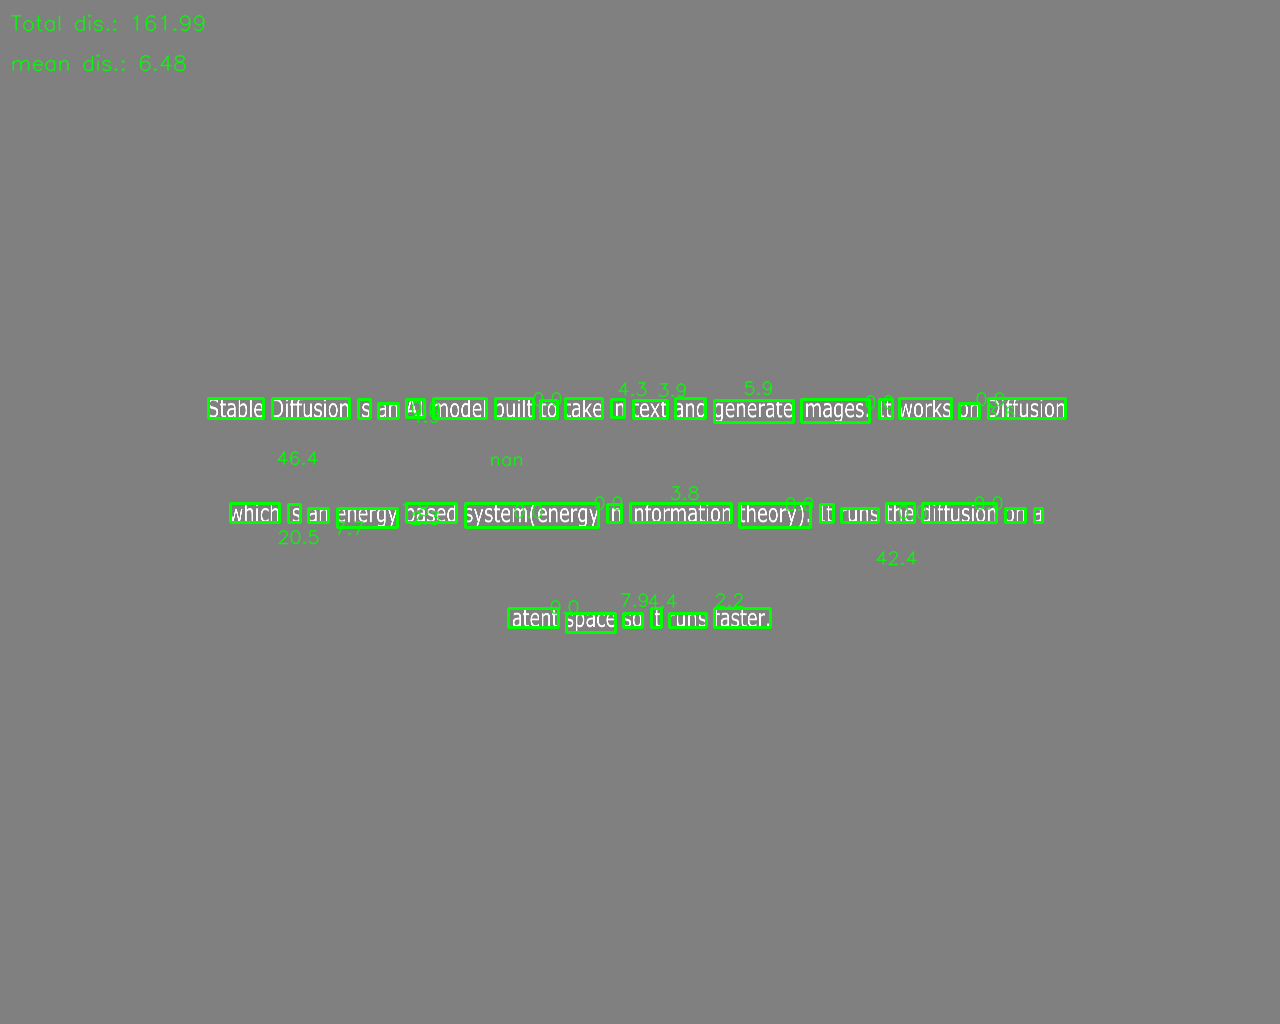 Total dis.: 161.99
mean dis.: 6.48
5.9
4.3 3.9
Stable Diffusion is an AI model built to take in text and generate images. It works on Diffusion
46.4 nan
3.8
which is an energy based system(energy in information theory). It runs the diffusion on a
20.5
42.4
7.9 4.4 2.2
latent space so it runs faster.